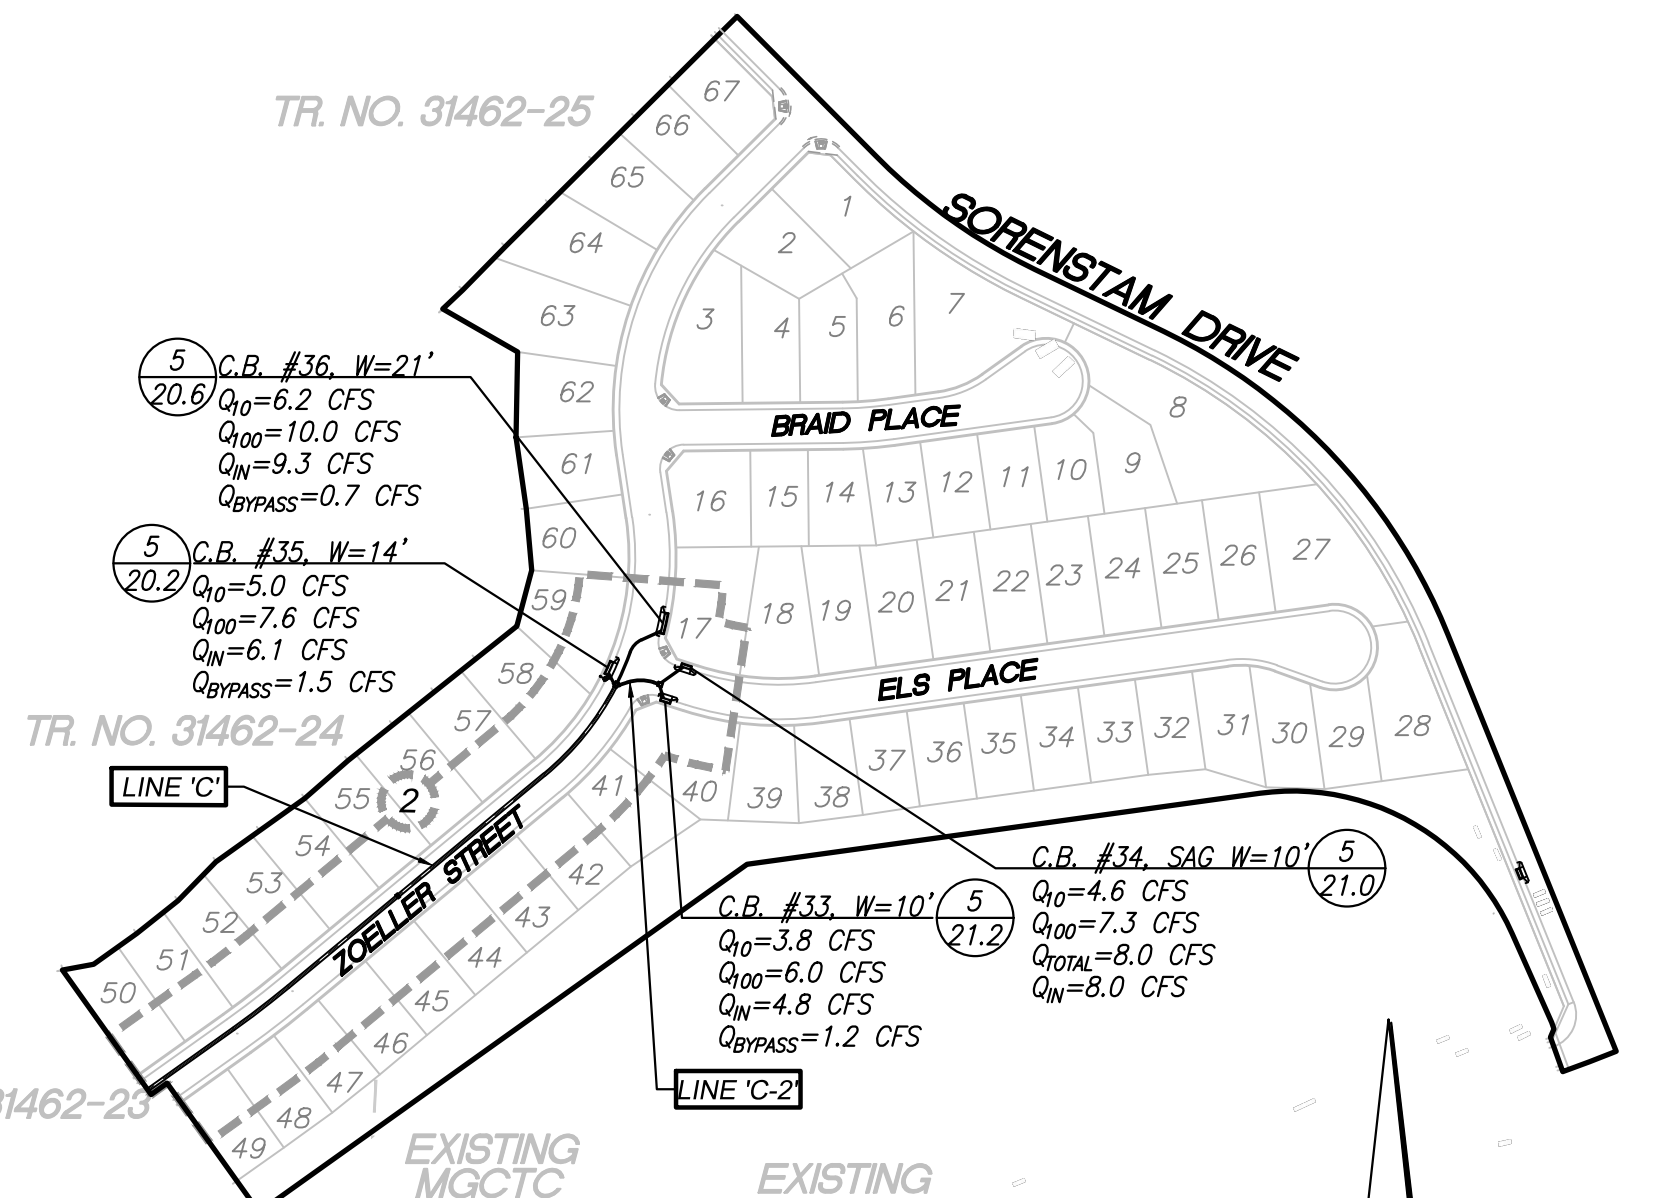 TR. NO. 31462-25
67
66
65
64
63
62
61
60
59
58
57
56
55
54
53
52
51
50
1
2
3
4
5
6
7
8
9
10
11
12
13
14
15
16
17
18
19
20
21
22
23
24
25
26
27
28
29
30
31
32
33
34
35
36
37
38
39
40
41
42
43
44
45
46
47
48
49
SORENSTAM DRIVE
BRAID PLACE
ELS PLACE
ZOELLER STREET
5
20.6
C.B. #36, W=21'
Q10=6.2 CFS
Q100=10.0 CFS
QIN=9.3 CFS
QBYPASS=0.7 CFS
5
20.2
C.B. #35, W=14'
Q10=5.0 CFS
Q100=7.6 CFS
QIN=6.1 CFS
QBYPASS=1.5 CFS
TR. NO. 31462-24
LINE 'C'
2
C.B. #33, W=10'
5
21.2
Q10=3.8 CFS
Q100=6.0 CFS
QIN=4.8 CFS
QBYPASS=1.2 CFS
C.B. #34, SAG W=10'
5
21.0
Q10=4.6 CFS
Q100=7.3 CFS
QTOTAL=8.0 CFS
QIN=8.0 CFS
LINE 'C-2'
31462-23
EXISTING
MGCTC
EXISTING